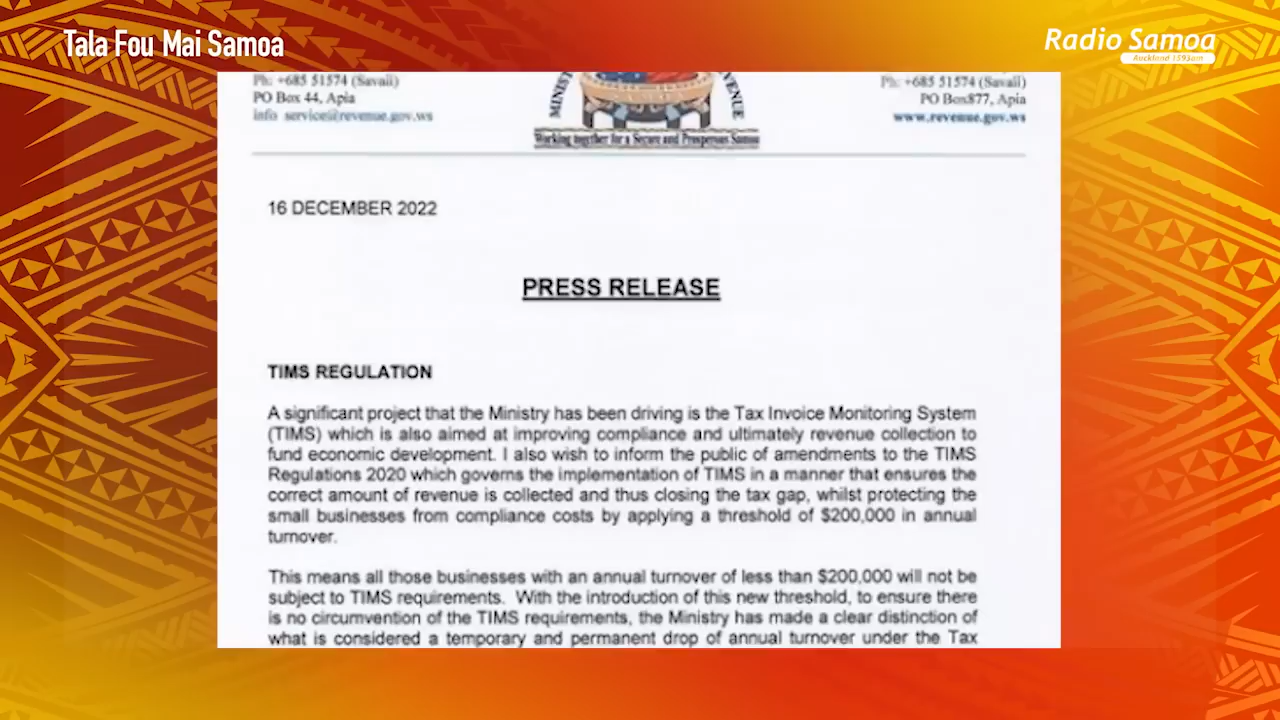 Tala Fou Mai Samoa
Radio Samoa
Auckland 1593am
Ph: +685 51574 (Savaii)
PO Box 44, Apia
info service@revenue.gov.ws
MINIST
VENUE
Working together for a Secure and Prosperous Samoa
Ph: +685 51574 (Savaii)
PO Box877, Apia
www.revenue.gov.ws
16 DECEMBER 2022
PRESS RELEASE
TIMS REGULATION
A significant project that the Ministry has been driving is the Tax Invoice Monitoring System
(TIMS) which is also aimed at improving compliance and ultimately revenue collection to
fund economic development. I also wish to inform the public of amendments to the TIMS
Regulations 2020 which governs the implementation of TIMS in a manner that ensures the
correct amount of revenue is collected and thus closing the tax gap, whilst protecting the
small businesses from compliance costs by applying a threshold of $200,000 in annual
turnover.
This means all those businesses with an annual turnover of less than $200,000 will not be
subject to TIMS requirements. With the introduction of this new threshold, to ensure there
is no circumvention of the TIMS requirements, the Ministry has made a clear distinction of
what is considered a temporary and permanent drop of annual turnover under the Tax